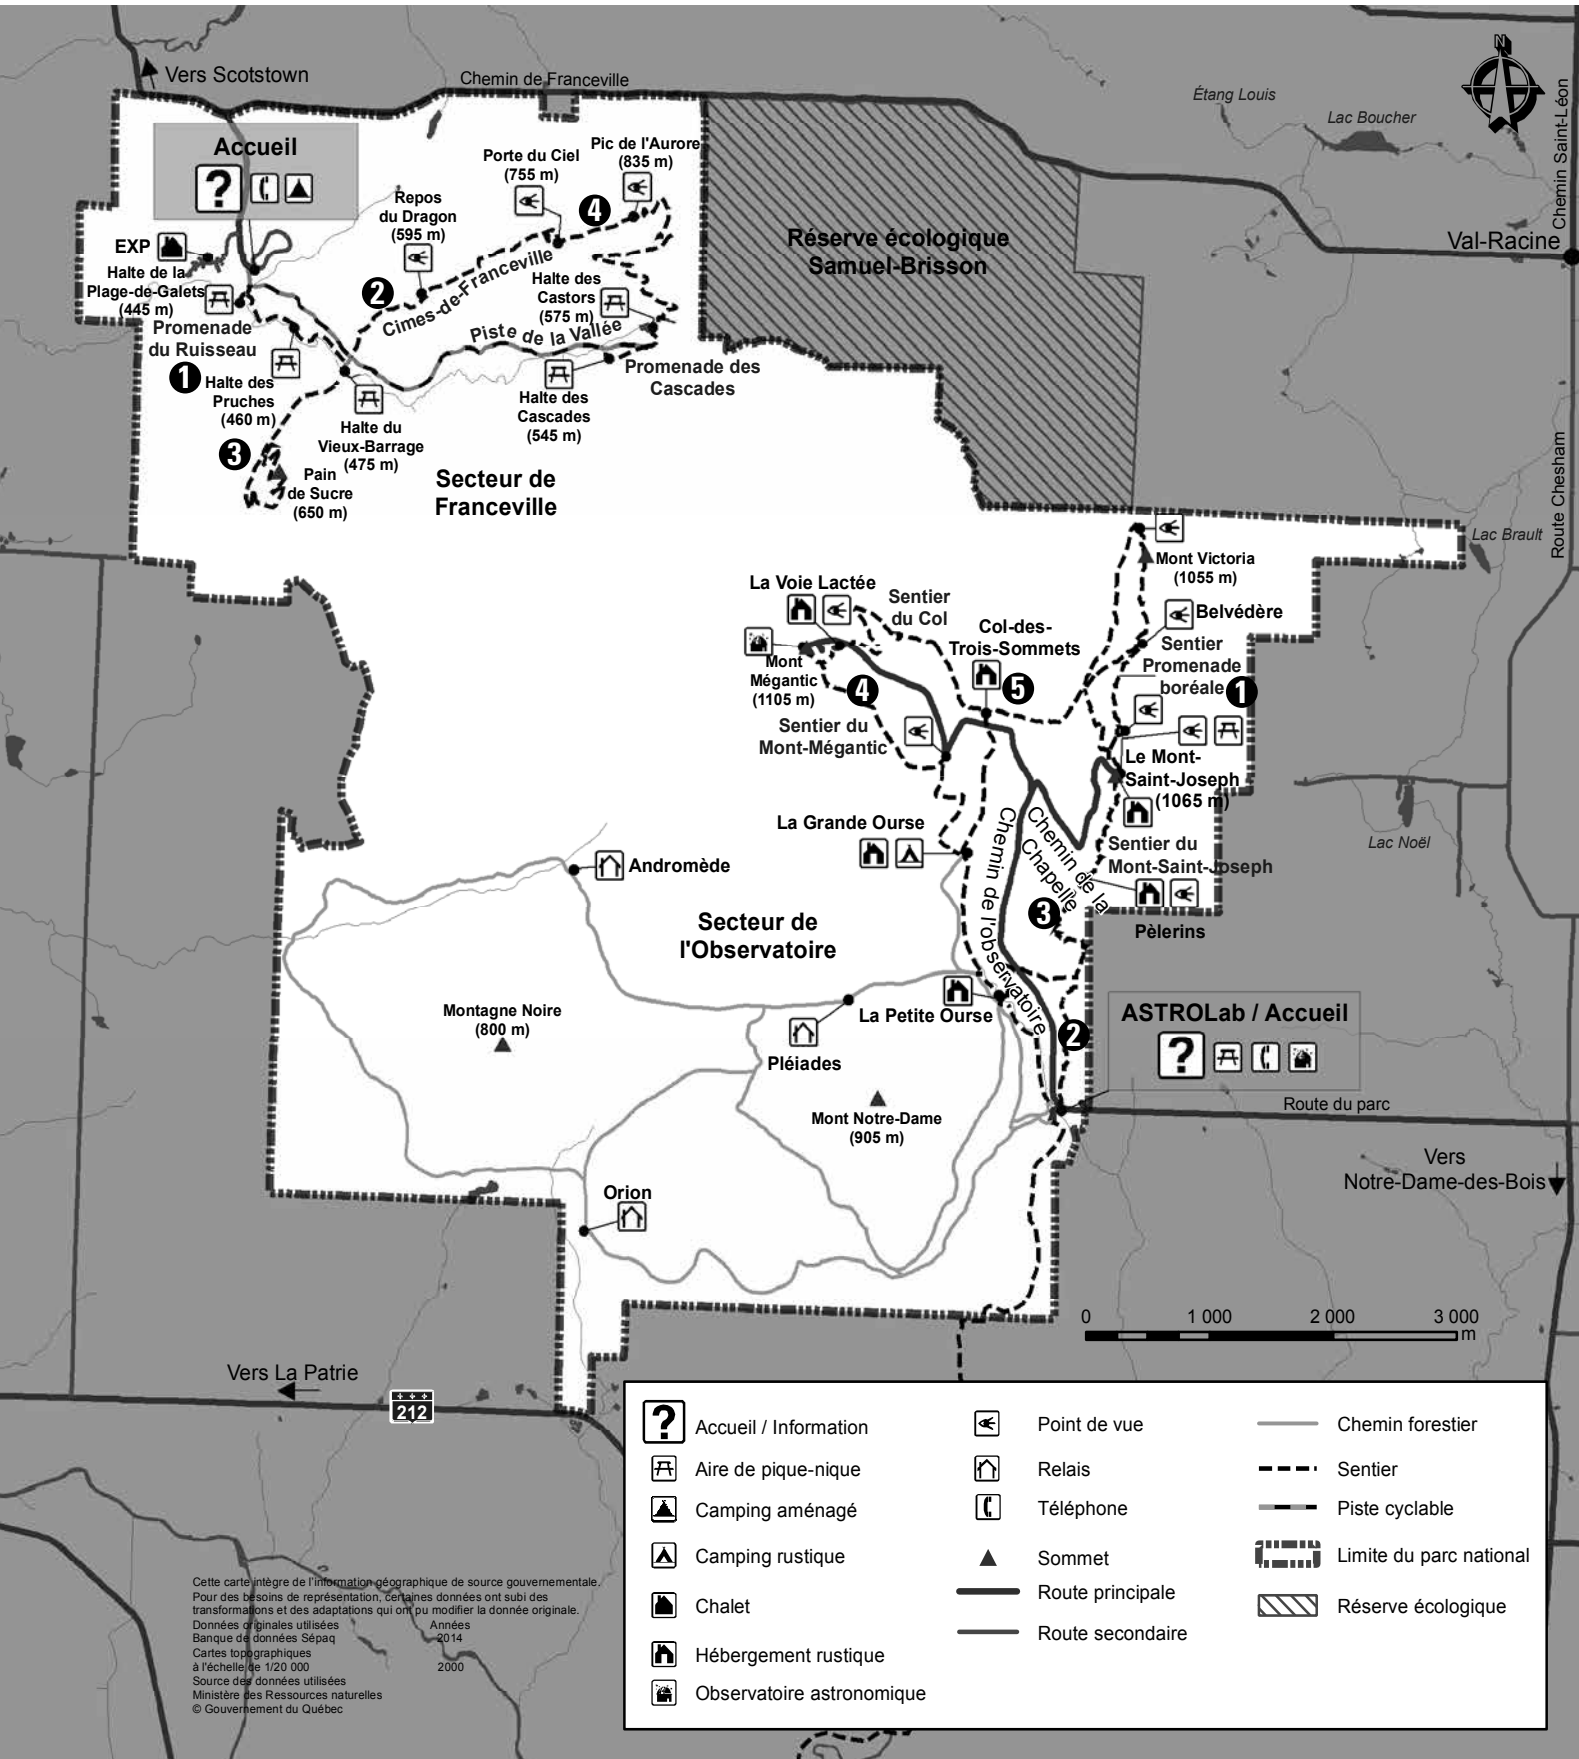 Vers Scotstown
Chemin de Franceville
N
Étang Louis
Lac Boucher
Chemin Saint-Léon
Val-Racine
Accueil
?
EXP
Halte de la
Plage-de-Galets
(445 m)
Promenade
du Ruisseau
1
Halte des
Pruches
(460 m)
3
Pain
de Sucre
(650 m)
Halte du
Vieux-Barrage
(475 m)
Repos
du Dragon
(595 m)
2
Cimes-de-Franceville
Porte du Ciel
(755 m)
4
Pic de l'Aurore
(835 m)
Halte des
Castors
(575 m)
Piste de la Vallée
Halte des
Cascades
(545 m)
Promenade des
Cascades
Secteur de
Franceville
Réserve écologique
Samuel-Brisson
Route Chesham
Lac Brault
Mont Victoria
(1055 m)
Belvédère
Sentier
Promenade
boréale
1
La Voie Lactée
Sentier
du Col
Col-des-
Trois-Sommets
5
Mont
Mégantic
(1105 m)
4
Sentier du
Mont-Mégantic
Le Mont-
Saint-Joseph
(1065 m)
La Grande Ourse
Chemin de l'observatoire
Chemin de la
Chapelle
Sentier du
Mont-Saint-Joseph
3
Pèlerins
Lac Noël
Andromède
Secteur de
l'Observatoire
Montagne Noire
(800 m)
La Petite Ourse
Pléiades
2
ASTROLab / Accueil
?
Route du parc
Mont Notre-Dame
(905 m)
Vers
Notre-Dame-des-Bois
Orion
0 1 000 2 000 3 000
m
Vers La Patrie
212
? Accueil / Information
Aire de pique-nique
Camping aménagé
Camping rustique
Chalet
Hébergement rustique
Observatoire astronomique
Point de vue
Relais
Téléphone
Sommet
Route principale
Route secondaire
Chemin forestier
Sentier
Piste cyclable
Limite du parc national
Réserve écologique
Cette carte intègre de l'information géographique de source gouvernementale.
Pour des besoins de représentation, certaines données ont subi des
transformations et des adaptations qui ont pu modifier la donnée originale.
Données originales utilisées Années
Banque de données Sépaq 2014
Cartes topographiques
à l'échelle de 1/20 000 2000
Source des données utilisées
Ministère des Ressources naturelles
© Gouvernement du Québec